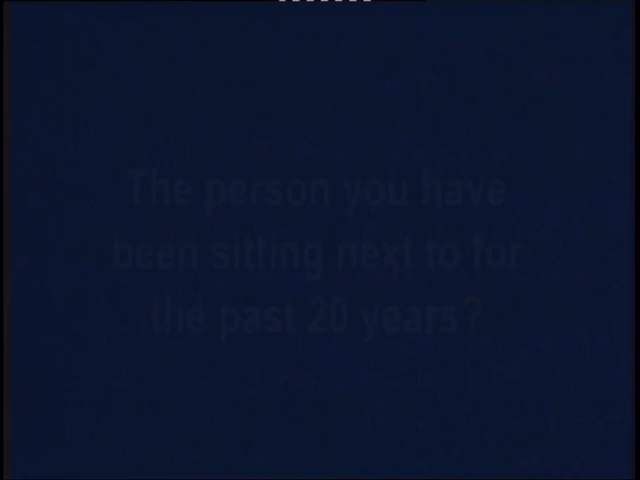 The person you have
been sitting next to for
the past 20 years?